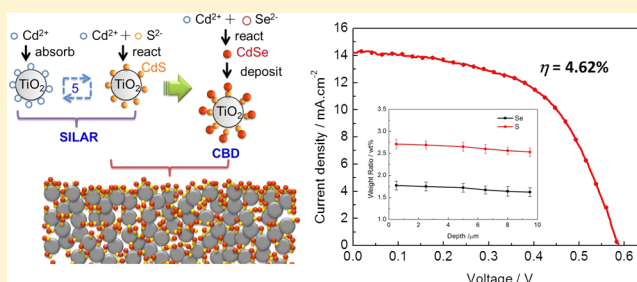 Cd²⁺ Cd²⁺ + S²⁻
absorb react
CdS
TiO₂ 5 TiO₂
SILAR
Cd²⁺ + Se²⁻
react
CdSe
deposit
TiO₂
CBD
Current density / mA.cm⁻²
16
14
12
10
8
6
4
2
0
η = 4.62%
Weight Ratio / wt%
4.0
3.5
3.0
2.5
2.0
1.5
1.0
Se
S
0 2 4 6 8 10
Depth /μm
0.0 0.1 0.2 0.3 0.4 0.5 0.6
Voltage / V